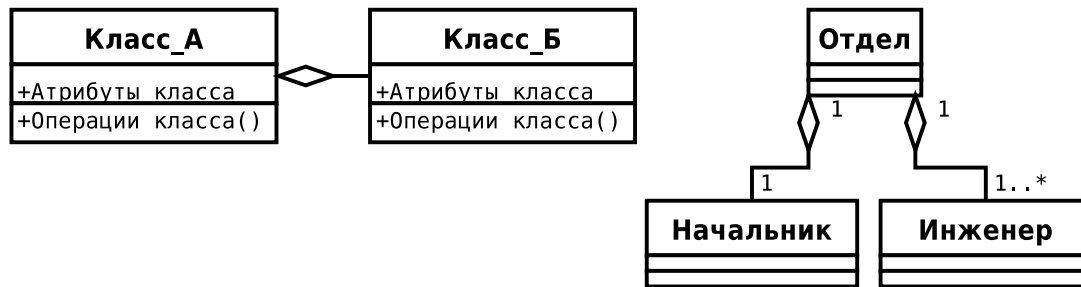 Класс_А
+Атрибуты класса
+Операции класса()
Класс_Б
+Атрибуты класса
+Операции класса()
Отдел
1
1
1
1..*
Начальник
Инженер